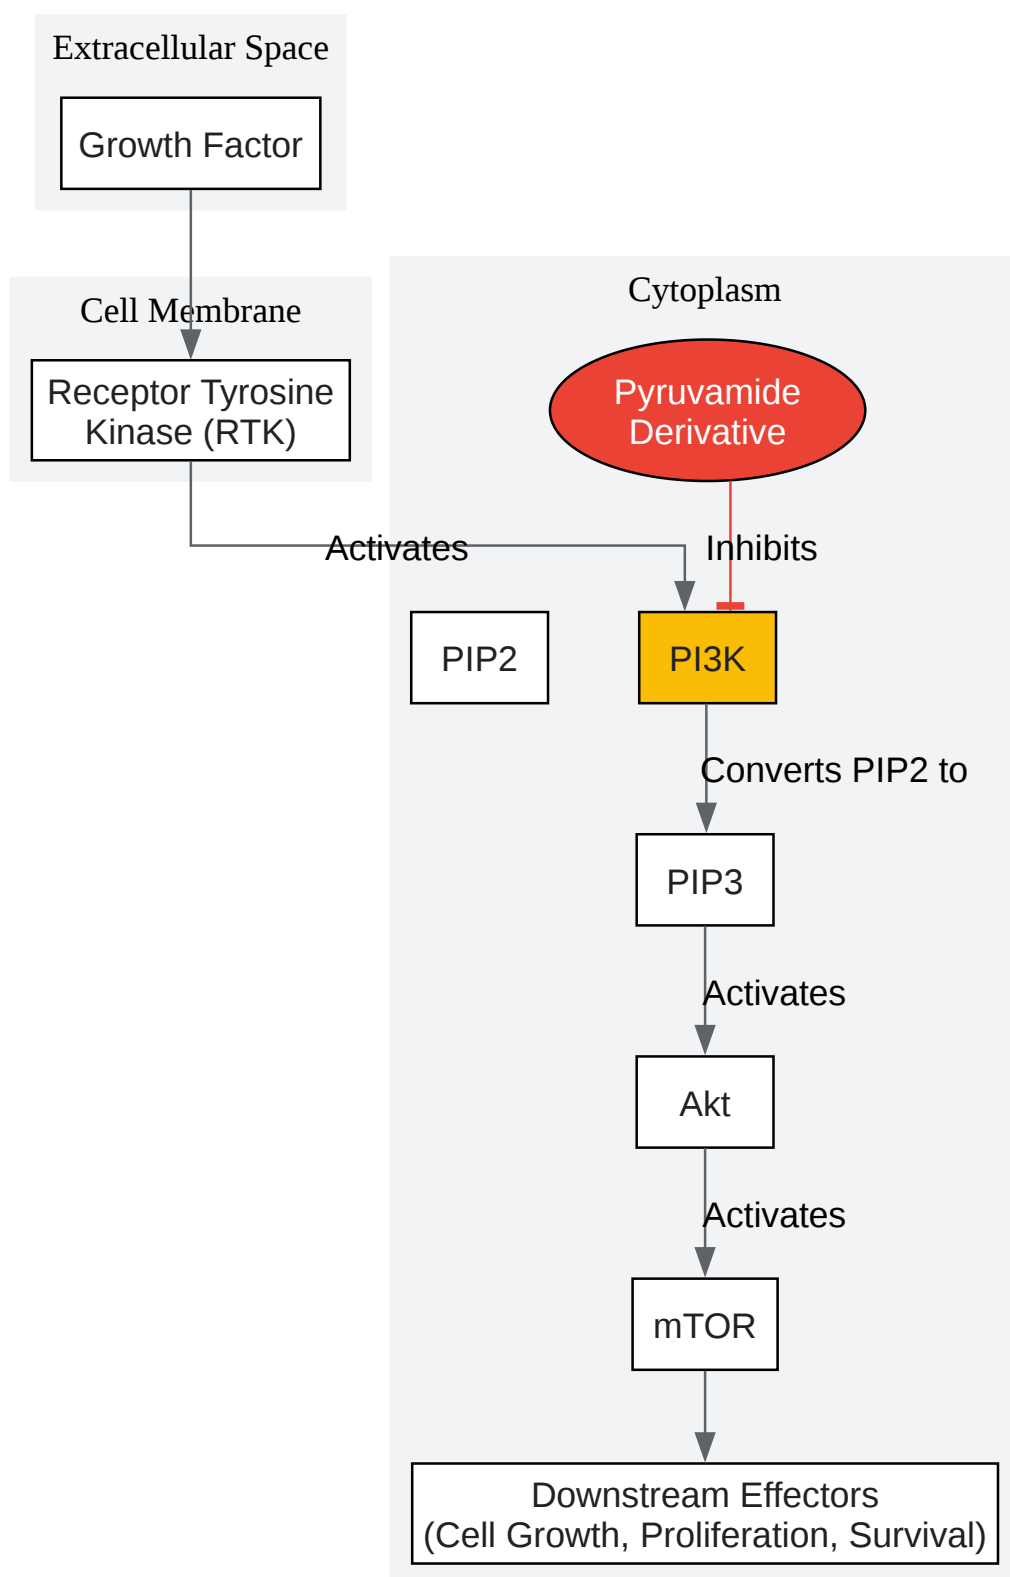 Extracellular Space
Growth Factor
Cell Membrane
Receptor Tyrosine
Kinase (RTK)
Cytoplasm
Pyruvamide
Derivative
Activates
Inhibits
PIP2
PI3K
Converts PIP2 to
PIP3
Activates
Akt
Activates
mTOR
Downstream Effectors
(Cell Growth, Proliferation, Survival)